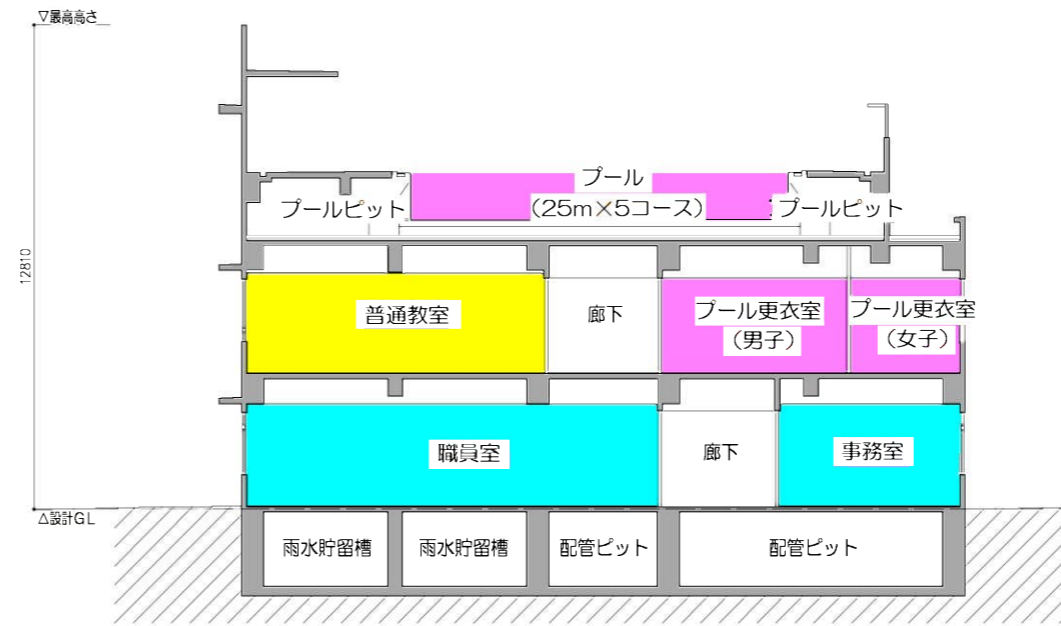 ▽最高高さ
プール
（25m×5コース）
プールピット
プールピット
12810
普通教室
廊下
プール更衣室
（男子）
プール更衣室
（女子）
職員室
廊下
事務室
△設計GL
雨水貯留槽
雨水貯留槽
配管ピット
配管ピット